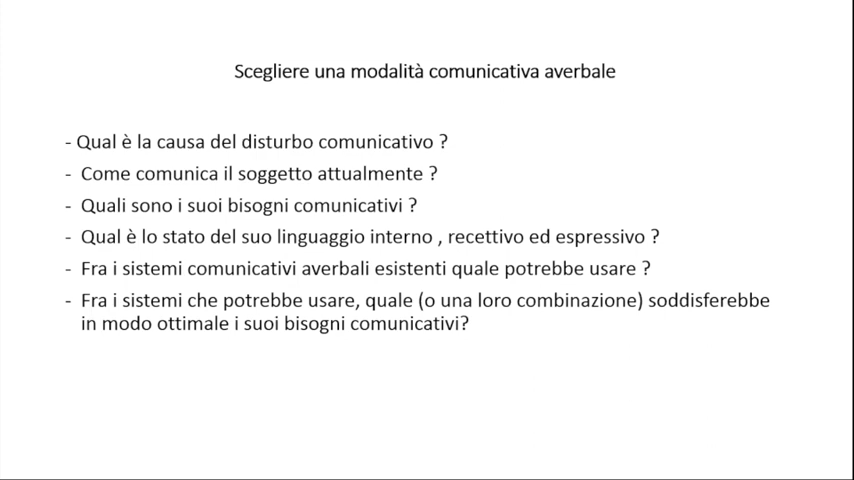 Scegliere una modalità comunicativa averbale
- Qual è la causa del disturbo comunicativo ?
- Come comunica il soggetto attualmente ?
- Quali sono i suoi bisogni comunicativi ?
- Qual è lo stato del suo linguaggio interno , recettivo ed espressivo ?
- Fra i sistemi comunicativi averbali esistenti quale potrebbe usare ?
- Fra i sistemi che potrebbe usare, quale (o una loro combinazione) soddisferebbe
in modo ottimale i suoi bisogni comunicativi?